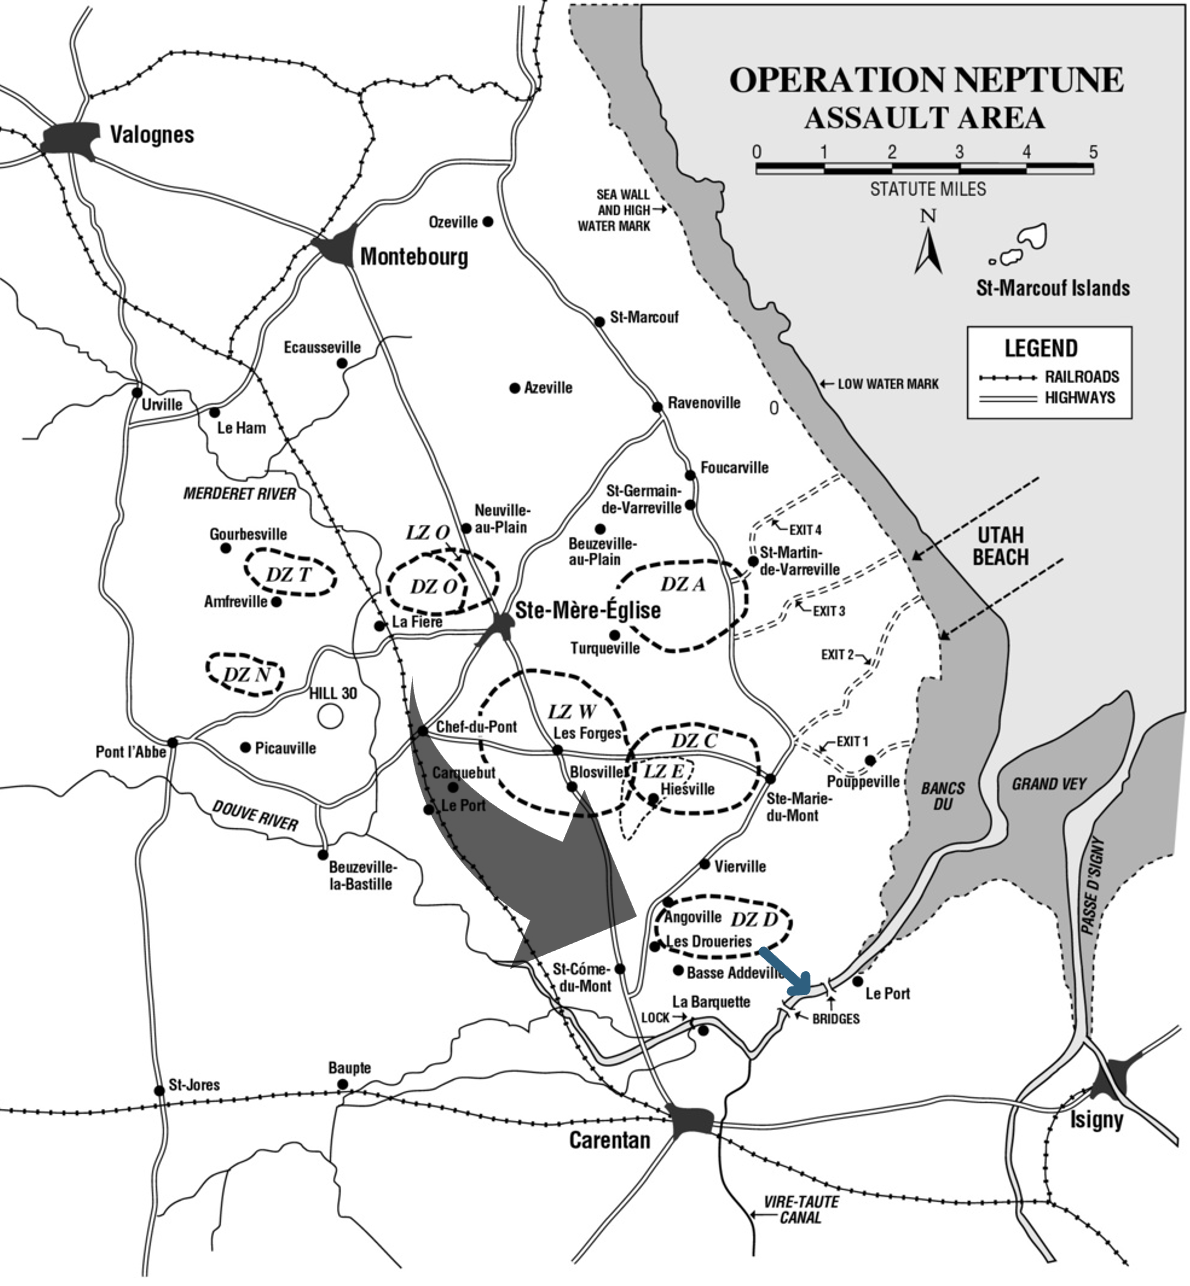 OPERATION NEPTUNE
ASSAULT AREA
0 1 2 3 4 5
STATUTE MILES
N
St-Marcouf Islands
LEGEND
RAILROADS
HIGHWAYS
Valognes
SEA WALL
AND HIGH
WATER MARK
Ozeville
Montebourg
St-Marcouf
Ecausseville
Azeville
LOW WATER MARK
Urville
Le Ham
Ravenoville
0
Foucarville
MERDERET RIVER
St-Germain-
de-Varreville
Neuville-
au-Plain
Gourbesville
LZ O
Beuzeville-
au-Plain
EXIT 4
UTAH
BEACH
St-Martin-
de-Varreville
DZ T
DZ O
DZ A
Amfreville
Ste-Mère-Église
EXIT 3
La Fiere
Turqueville
EXIT 2
DZ N
HILL 30
LZ W
Chef-du-Pont
Les Forges
DZ C
EXIT 1
Pont l'Abbe
Picauville
Carquebut
Blosville
LZ E
Hiesville
Pouppeville
BANCS
DU
GRAND VEY
Le Port
Ste-Marie-
du-Mont
DOUVE RIVER
Beuzeville-
la-Bastille
Vierville
PASSE D'SIGNY
Angoville
DZ D
Les Droueries
St-Cóme-
du-Mont
Basse Addeville
Le Port
La Barquette
LOCK
BRIDGES
Baupte
St-Jores
Carentan
Isigny
VIRE-TAUTE
CANAL